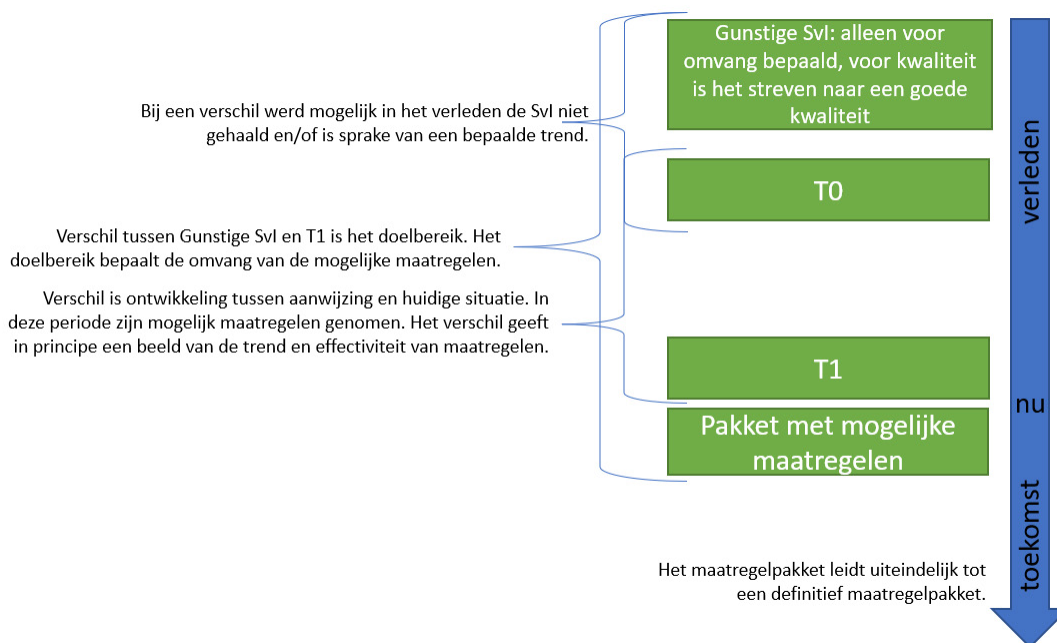 Gunstige SvI: alleen voor
omvang bepaald, voor kwaliteit
is het streven naar een goede
kwaliteit
Bij een verschil werd mogelijk in het verleden de SvI niet
gehaald en/of is sprake van een bepaalde trend.
T0
verleden
Verschil tussen Gunstige SvI en T1 is het doelbereik. Het
doelbereik bepaalt de omvang van de mogelijke maatregelen.
Verschil is ontwikkeling tussen aanwijzing en huidige situatie. In
deze periode zijn mogelijk maatregelen genomen. Het verschil geeft
in principe een beeld van de trend en effectiviteit van maatregelen.
T1
nu
Pakket met mogelijke
maatregelen
toekomst
Het maatregelpakket leidt uiteindelijk tot
een definitief maatregelpakket.